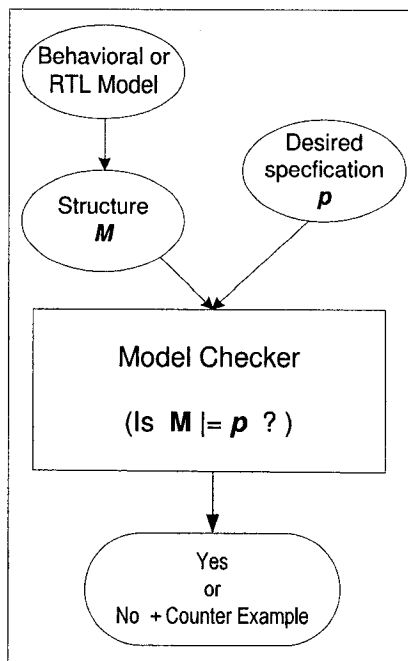 Behavioral or
RTL Model
Desired
specfication
p
Structure
M
Model Checker
(Is M |= p ? )
Yes
or
No + Counter Example